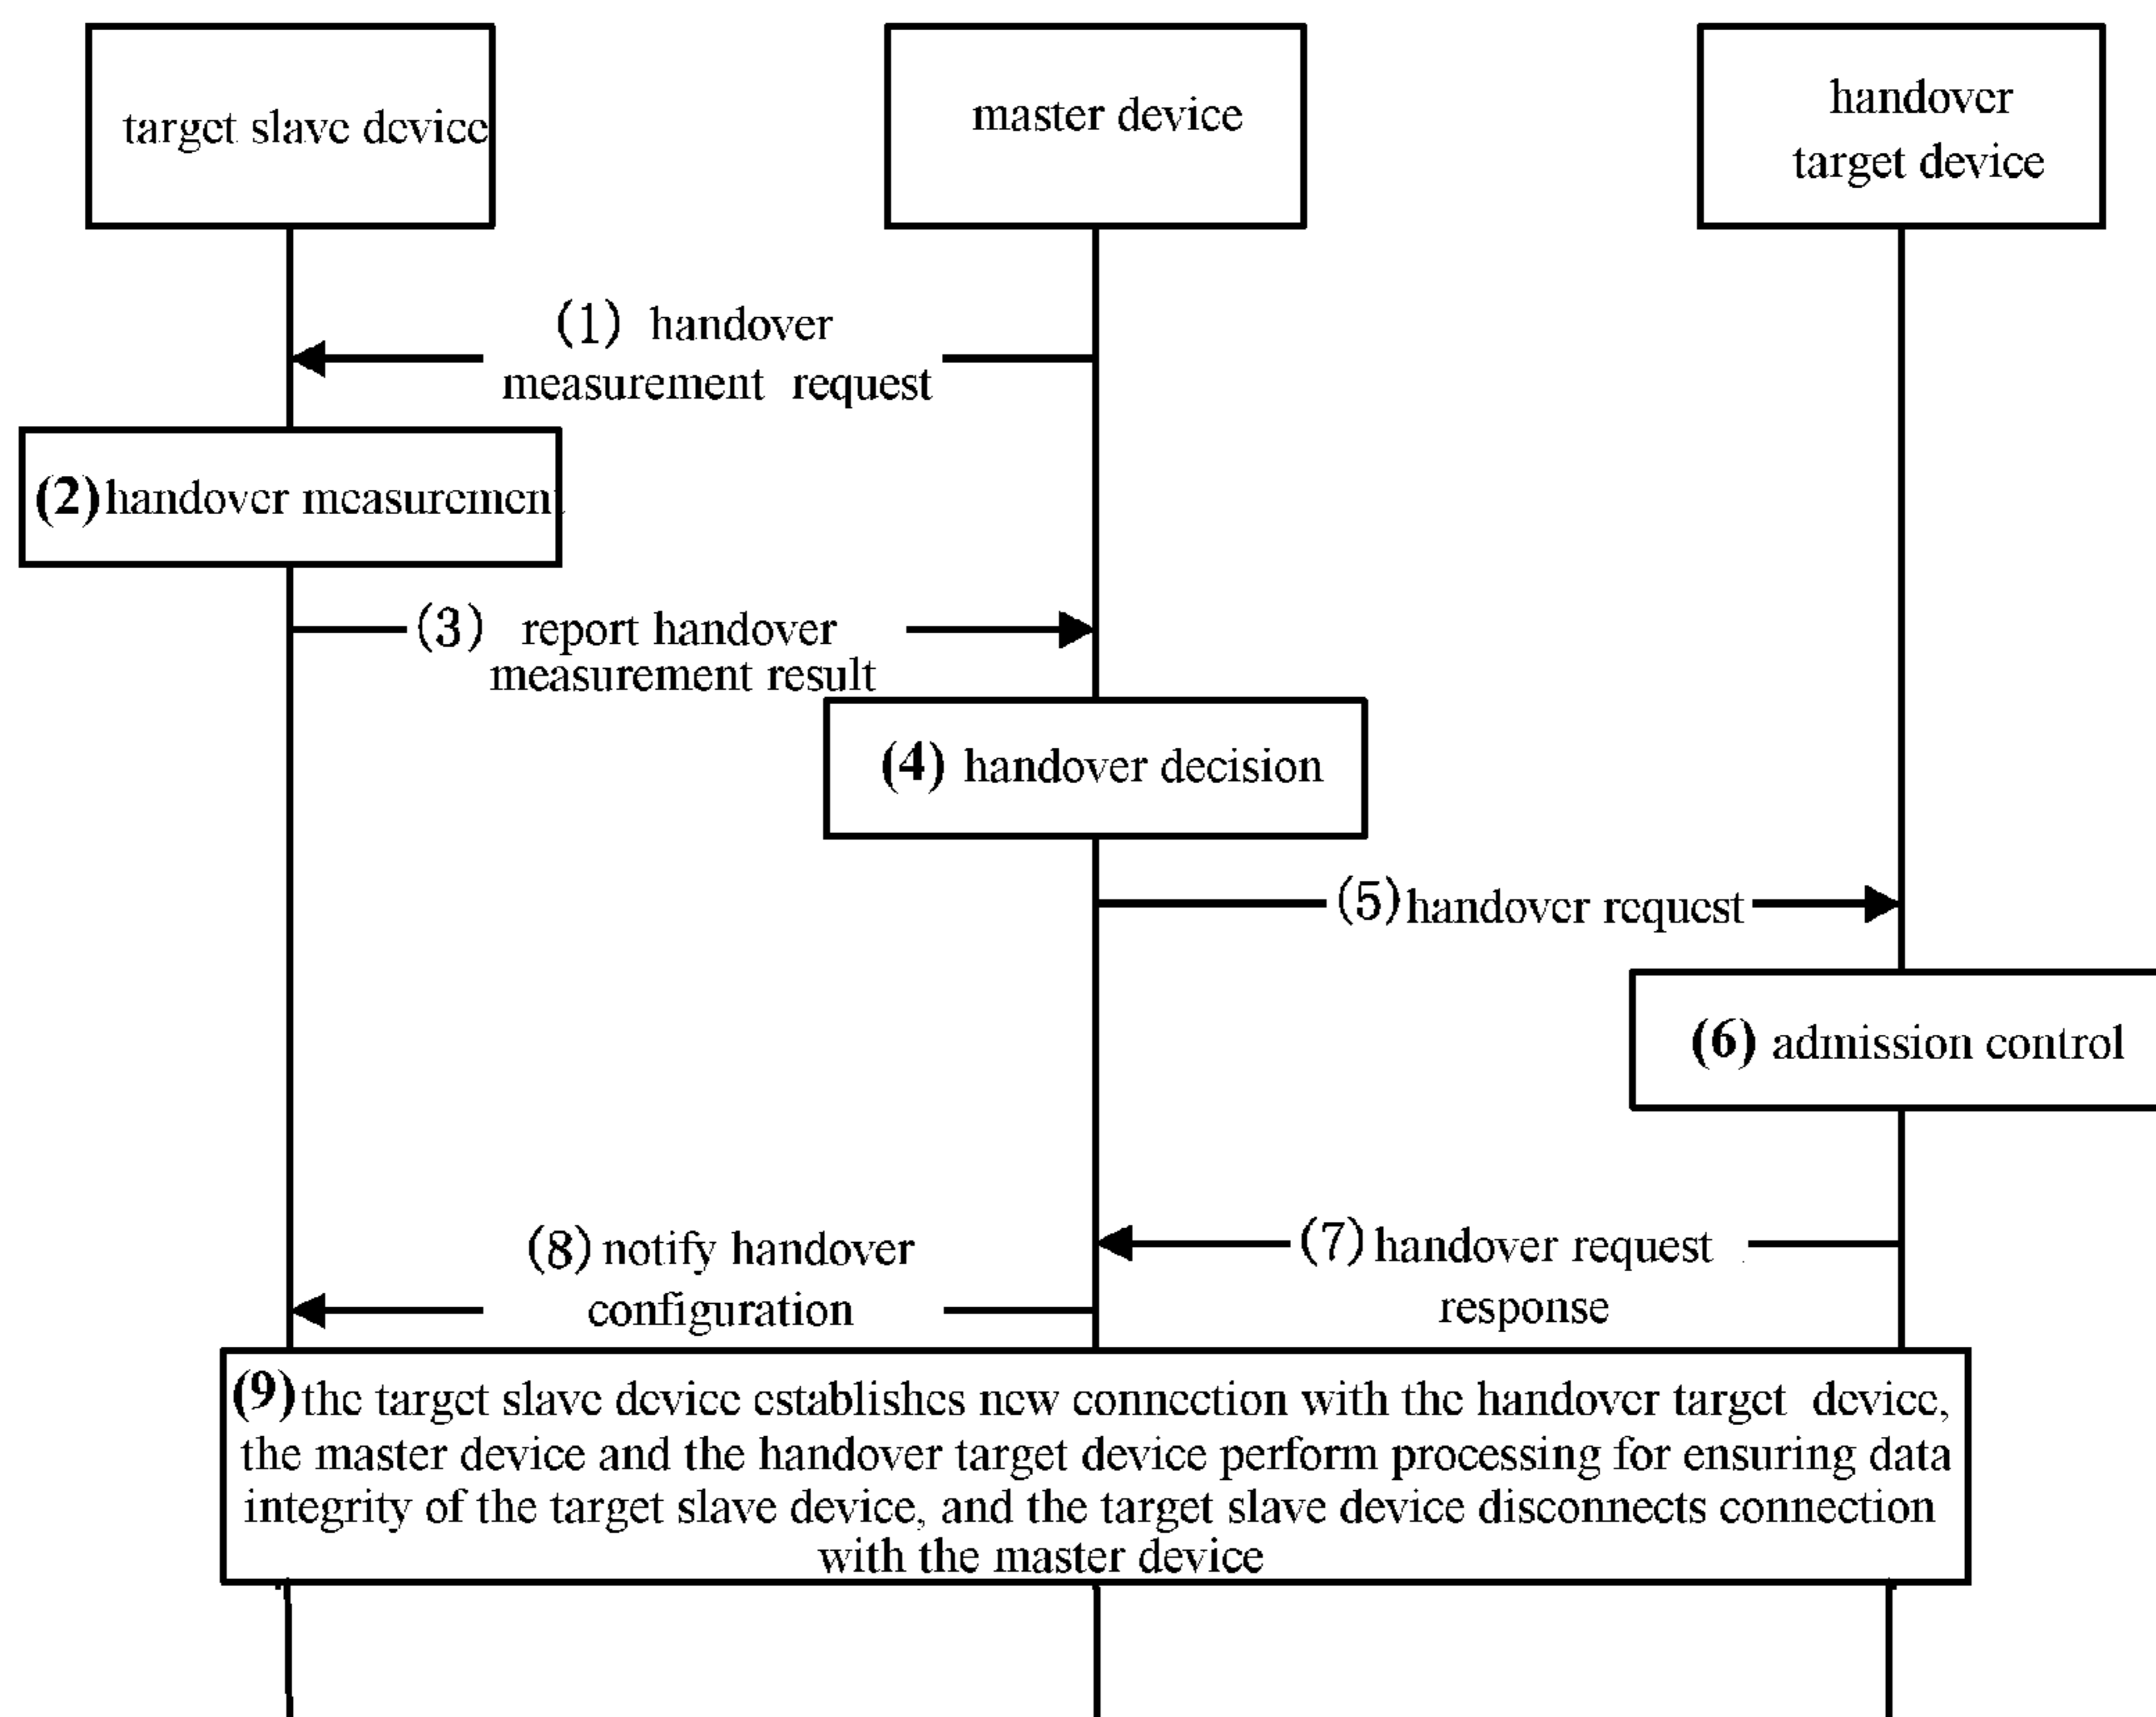 target slave device
master device
handover
target device
(1) handover
measurement request
(2) handover measurement
(3) report handover
measurement result
(4) handover decision
(5) handover request
(6) admission control
(7) handover request
response
(8) notify handover
configuration
(9) the target slave device establishes new connection with the handover target device,
the master device and the handover target device perform processing for ensuring data
integrity of the target slave device, and the target slave device disconnects connection
with the master device